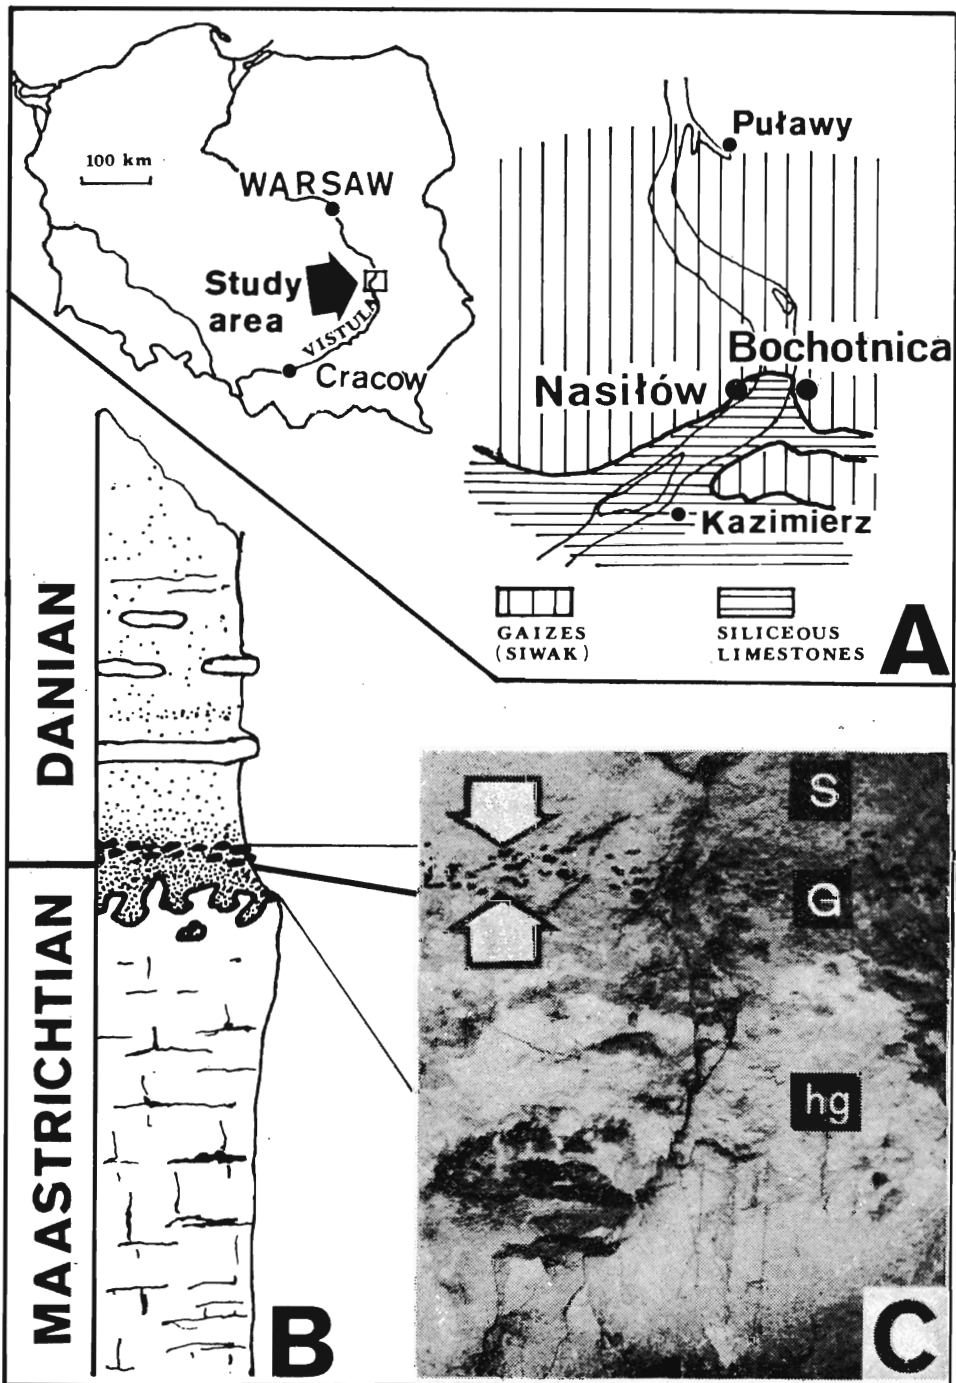 100 km
WARSAW
Study
area
VISTULA
Cracow
Puławy
Bochotnica
Nasiłów
Kazimierz
GAIZES
(SIWAK)
SILICEOUS
LIMESTONES
A
DANIAN
MAASTRICHTIAN
B
S
G
hg
C